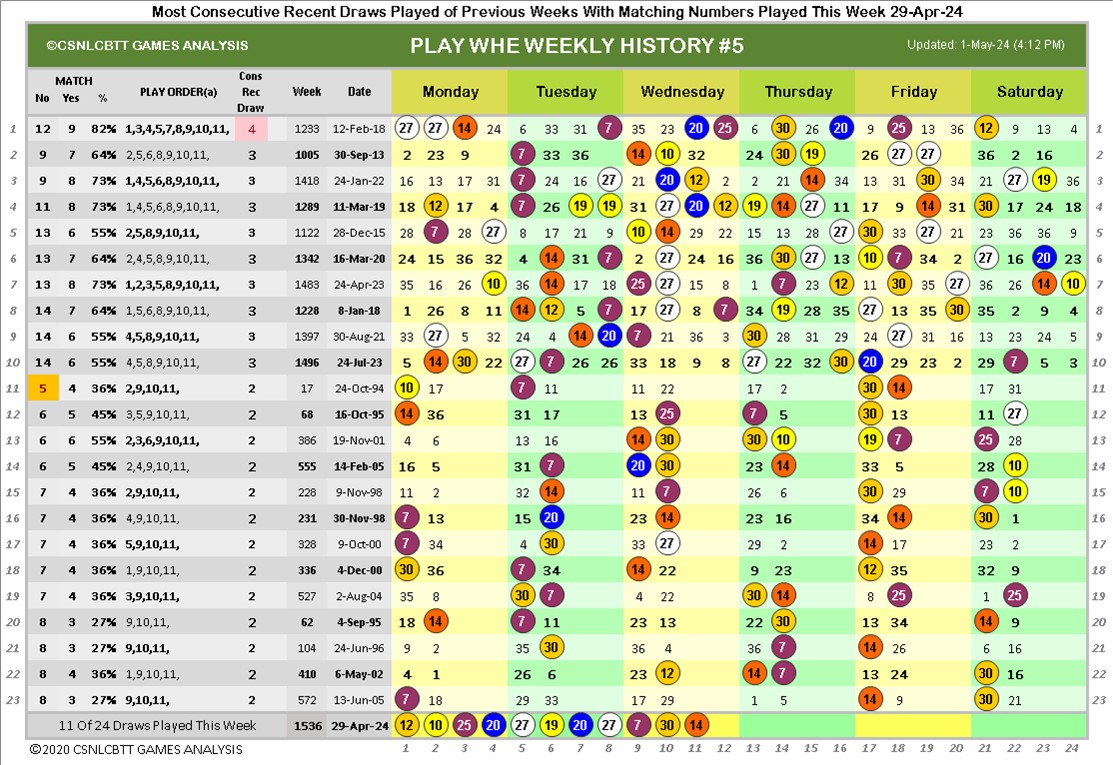 Most Consecutive Recent Draws Played of Previous Weeks With Matching Numbers Played This Week 29-Apr-24
©CSNLCBTT GAMES ANALYSIS PLAY WHE WEEKLY HISTORY #5 Updated: 1-May-24 (4:12 PM)
No MATCH Yes % PLAY ORDER(a) Cons Rec Draw Week Date Monday Tuesday Wednesday Thursday Friday Saturday
1 12 9 82% 1,3,4,5,7,8,9,10,11, 4 1233 12-Feb-18 27 27 14 24 6 33 31 7 35 23 11 25 6 30 26 20 9 25 13 36 12 9 13 4 1
2 9 7 64% 2,5,6,8,9,10,11, 3 1005 30-Sep-13 2 23 9 7 33 36 14 10 32 24 30 19 26 27 27 36 2 16 2
3 9 8 73% 1,4,5,6,8,9,10,11, 3 1418 24-Jan-22 16 13 17 31 7 24 16 27 21 20 12 2 2 21 14 34 13 31 30 34 21 27 19 36 3
4 11 8 73% 1,4,5,6,8,9,10,11, 3 1289 11-Mar-19 18 12 17 4 7 26 19 19 31 27 20 12 19 14 27 11 17 9 14 31 30 17 24 18 4
5 13 6 55% 2,5,8,9,10,11, 3 1122 28-Dec-15 28 7 28 27 8 17 21 9 10 14 29 22 15 13 28 27 30 33 27 21 23 36 36 9 5
6 13 7 64% 2,4,5,8,9,10,11, 3 1342 16-Mar-20 24 15 36 32 4 14 31 7 2 27 24 16 36 30 27 13 10 7 34 2 27 16 20 23 6
7 13 8 73% 1,2,3,5,8,9,10,11, 3 1483 24-Apr-23 35 16 26 10 36 14 17 18 25 27 15 8 1 7 23 12 11 30 35 27 26 23 14 10 7
8 14 7 64% 1,5,6,8,9,10,11, 3 1228 8-Jan-18 1 26 8 11 14 12 5 7 17 27 8 7 34 19 28 35 27 13 35 30 35 2 9 4 8
9 14 6 55% 4,5,8,9,10,11, 3 1397 30-Aug-21 33 27 5 32 24 4 14 20 7 21 36 3 30 28 31 29 24 27 31 16 13 23 24 5 9
10 14 6 55% 4,5,8,9,10,11, 3 1496 24-Jul-23 5 14 30 22 27 7 26 26 33 18 9 8 27 22 32 30 20 29 23 2 29 7 5 3 10
11 5 4 36% 2,9,10,11, 2 17 24-Oct-94 10 17 7 11 11 22 17 2 30 14 17 31 11
12 6 5 45% 3,5,9,10,11, 2 68 16-Oct-95 14 36 31 17 13 25 7 5 30 13 11 27 12
13 6 6 55% 2,3,6,9,10,11, 2 386 19-Nov-01 4 6 13 16 14 30 30 10 19 7 25 28 13
14 6 5 45% 2,4,9,10,11, 2 555 14-Feb-05 16 5 31 7 20 30 23 14 33 5 28 10 14
15 7 4 36% 2,9,10,11, 2 228 9-Nov-98 11 2 32 14 11 7 26 6 30 29 7 10 15
16 7 4 36% 4,9,10,11, 2 231 30-Nov-98 7 13 15 20 23 14 23 16 34 14 30 1 16
17 7 4 36% 5,9,10,11, 2 328 9-Oct-00 7 34 4 30 33 27 29 2 14 17 23 2 17
18 7 4 36% 1,9,10,11, 2 336 4-Dec-00 30 36 7 34 14 22 9 23 12 35 32 9 18
19 7 4 36% 3,9,10,11, 2 527 2-Aug-04 35 8 30 7 4 22 30 14 8 25 1 25 19
20 8 3 27% 9,10,11, 2 62 4-Sep-95 18 14 7 11 23 13 22 30 13 34 14 9 20
21 8 3 27% 9,10,11, 2 104 24-Jun-96 9 2 35 30 36 4 36 7 14 26 6 16 21
22 8 4 36% 1,9,10,11, 2 410 6-May-02 4 1 26 6 23 12 14 7 13 24 30 16 22
23 8 3 27% 9,10,11, 2 572 13-Jun-05 7 18 29 33 17 29 1 5 14 9 30 21 23
11 Of 24 Draws Played This Week 1536 29-Apr-24 12 10 25 20 27 19 20 27 7 30 14
©2020 CSNLCBTT GAMES ANALYSIS 1 2 3 4 5 6 7 8 9 10 11 12 13 14 15 16 17 18 19 20 21 22 23 24